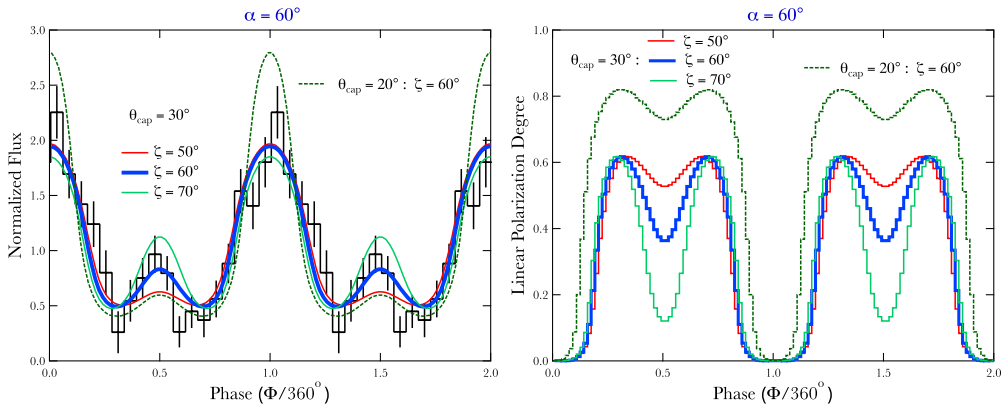 α = 60°
3.0
2.5
2.0
1.5
1.0
0.5
0.0
Normalized Flux
θcap = 20° : ζ = 60°
θcap = 30°
ζ = 50°
ζ = 60°
ζ = 70°
0.0 0.5 1.0 1.5 2.0
Phase (Φ/360°)
α = 60°
1.0
0.8
0.6
0.4
0.2
0.0
Linear Polarization Degree
ζ = 50°
θcap = 30° : ζ = 60°
ζ = 70°
θcap = 20° : ζ = 60°
0.0 0.5 1.0 1.5 2.0
Phase (Φ/360°)